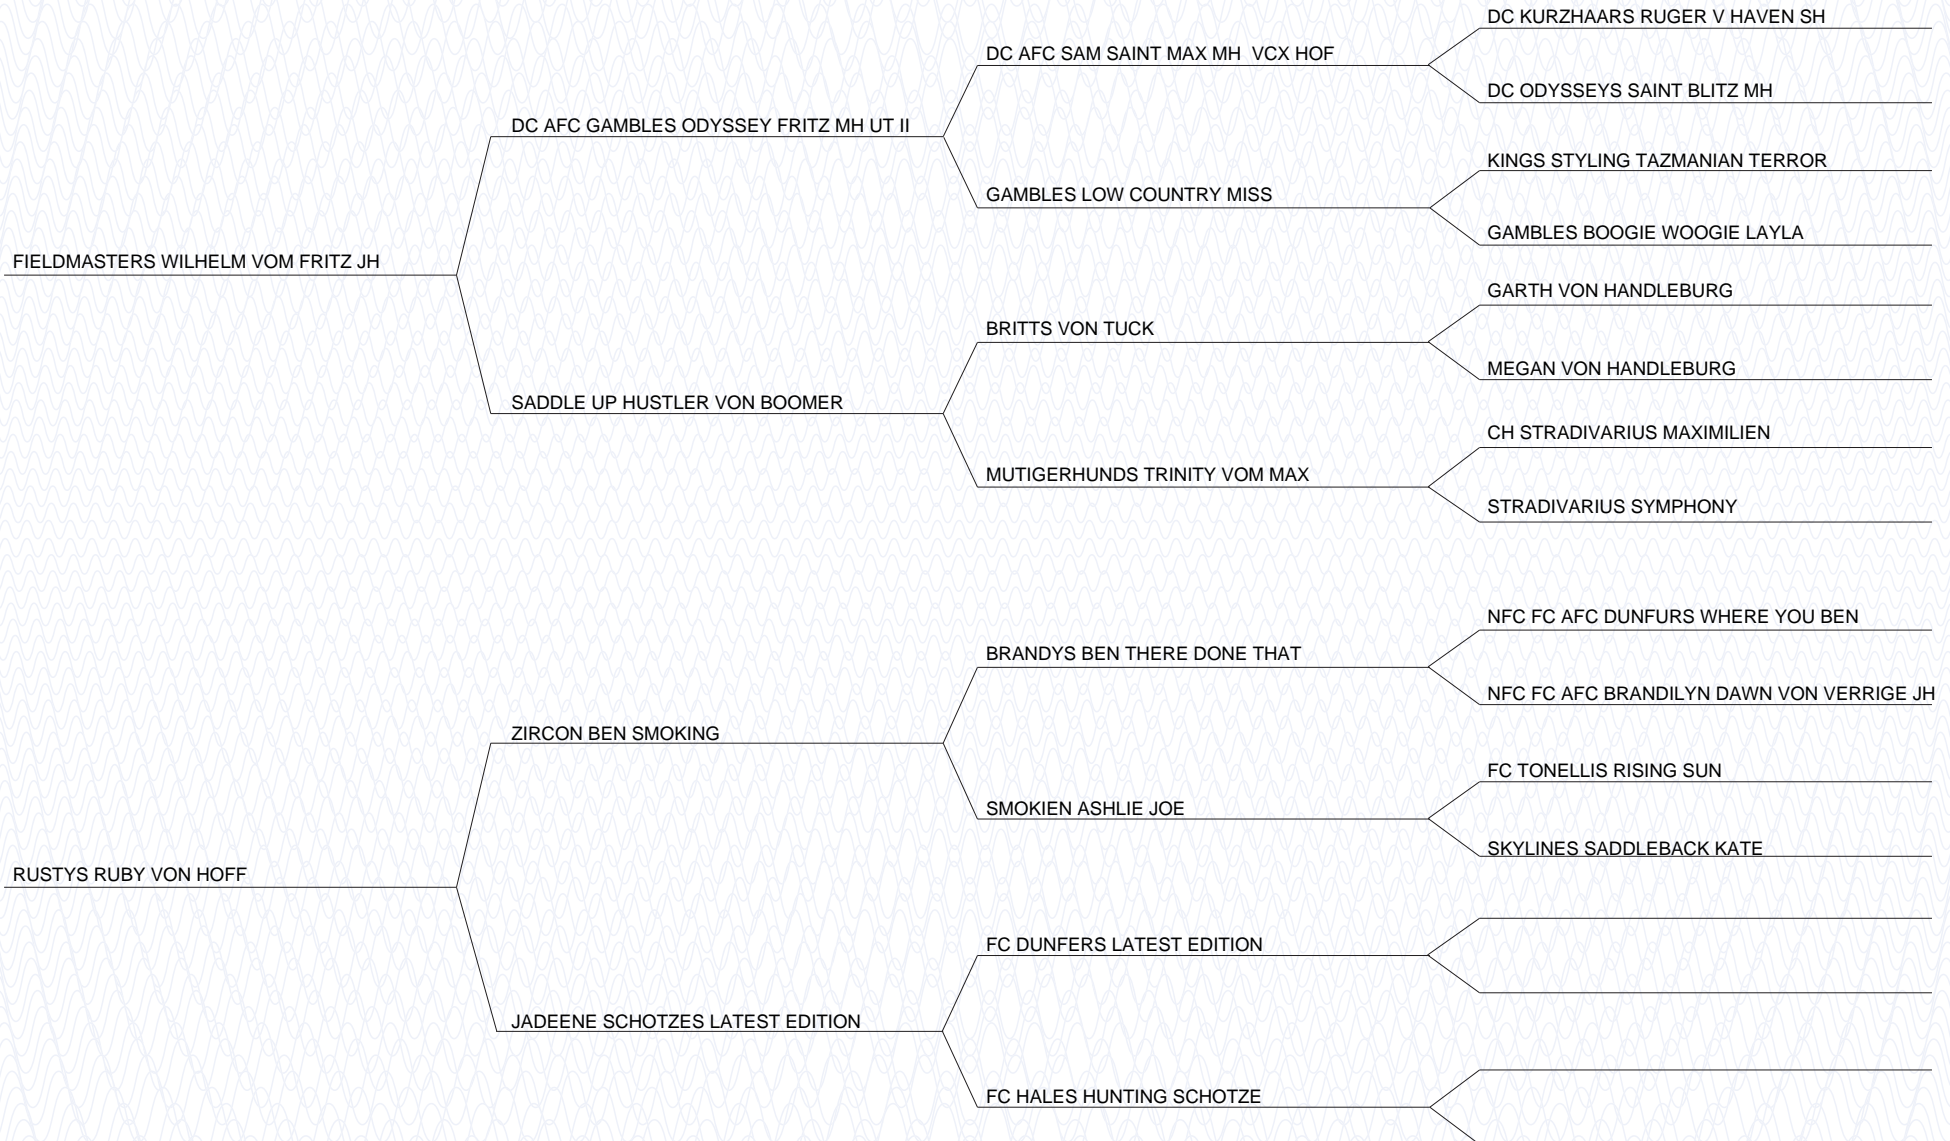 DC KURZHAARS RUGER V HAVEN SH
DC AFC SAM SAINT MAX MH  VCX HOF
DC ODYSSEYS SAINT BLITZ MH
DC AFC GAMBLES ODYSSEY FRITZ MH UT II
KINGS STYLING TAZMANIAN TERROR
GAMBLES LOW COUNTRY MISS
GAMBLES BOOGIE WOOGIE LAYLA
FIELDMASTERS WILHELM VOM FRITZ JH
GARTH VON HANDLEBURG
BRITTS VON TUCK
MEGAN VON HANDLEBURG
SADDLE UP HUSTLER VON BOOMER
CH STRADIVARIUS MAXIMILIEN
MUTIGERHUNDS TRINITY VOM MAX
STRADIVARIUS SYMPHONY
NFC FC AFC DUNFURS WHERE YOU BEN
BRANDYS BEN THERE DONE THAT
NFC FC AFC BRANDILYN DAWN VON VERRIGE JH
ZIRCON BEN SMOKING
FC TONELLIS RISING SUN
SMOKIEN ASHLIE JOE
SKYLINES SADDLEBACK KATE
RUSTYS RUBY VON HOFF
FC DUNFERS LATEST EDITION
JADEENE SCHOTZES LATEST EDITION
FC HALES HUNTING SCHOTZE